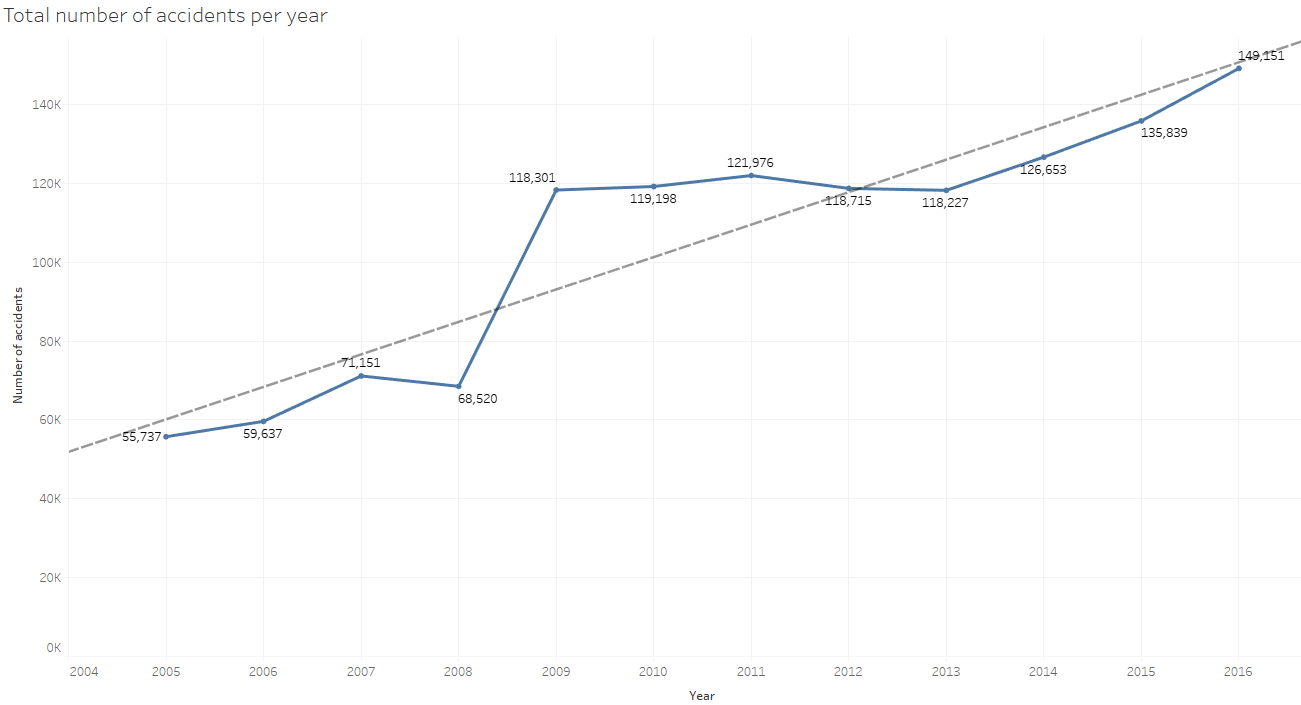 Total number of accidents per year
149,151
140K
135,839
121,976
126,653
120K
118,301
119,198
118,715
118,227
100K
Number of accidents
80K
71,151
68,520
60K
55,737
59,637
40K
20K
0K
2004 2005 2006 2007 2008 2009 2010 2011 2012 2013 2014 2015 2016
Year